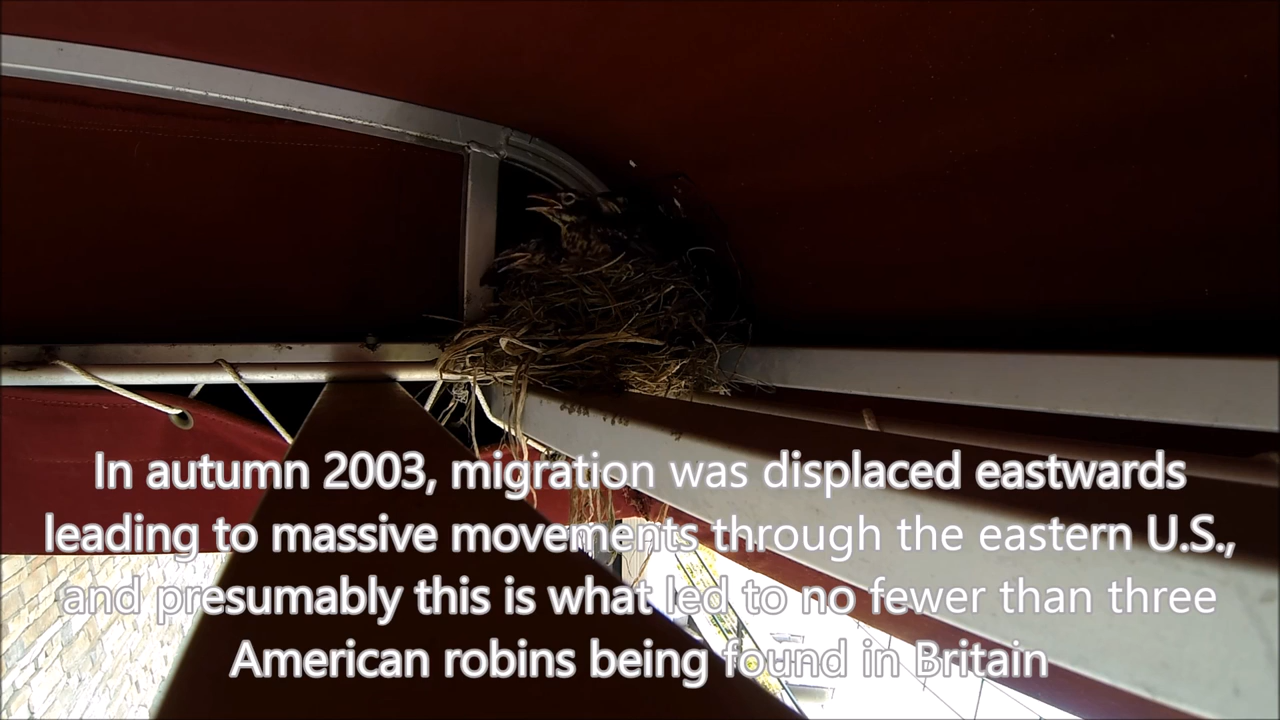 In autumn 2003, migration was displaced eastwards
leading to massive movements through the eastern U.S.,
and presumably this is what led to no fewer than three
American robins being found in Britain